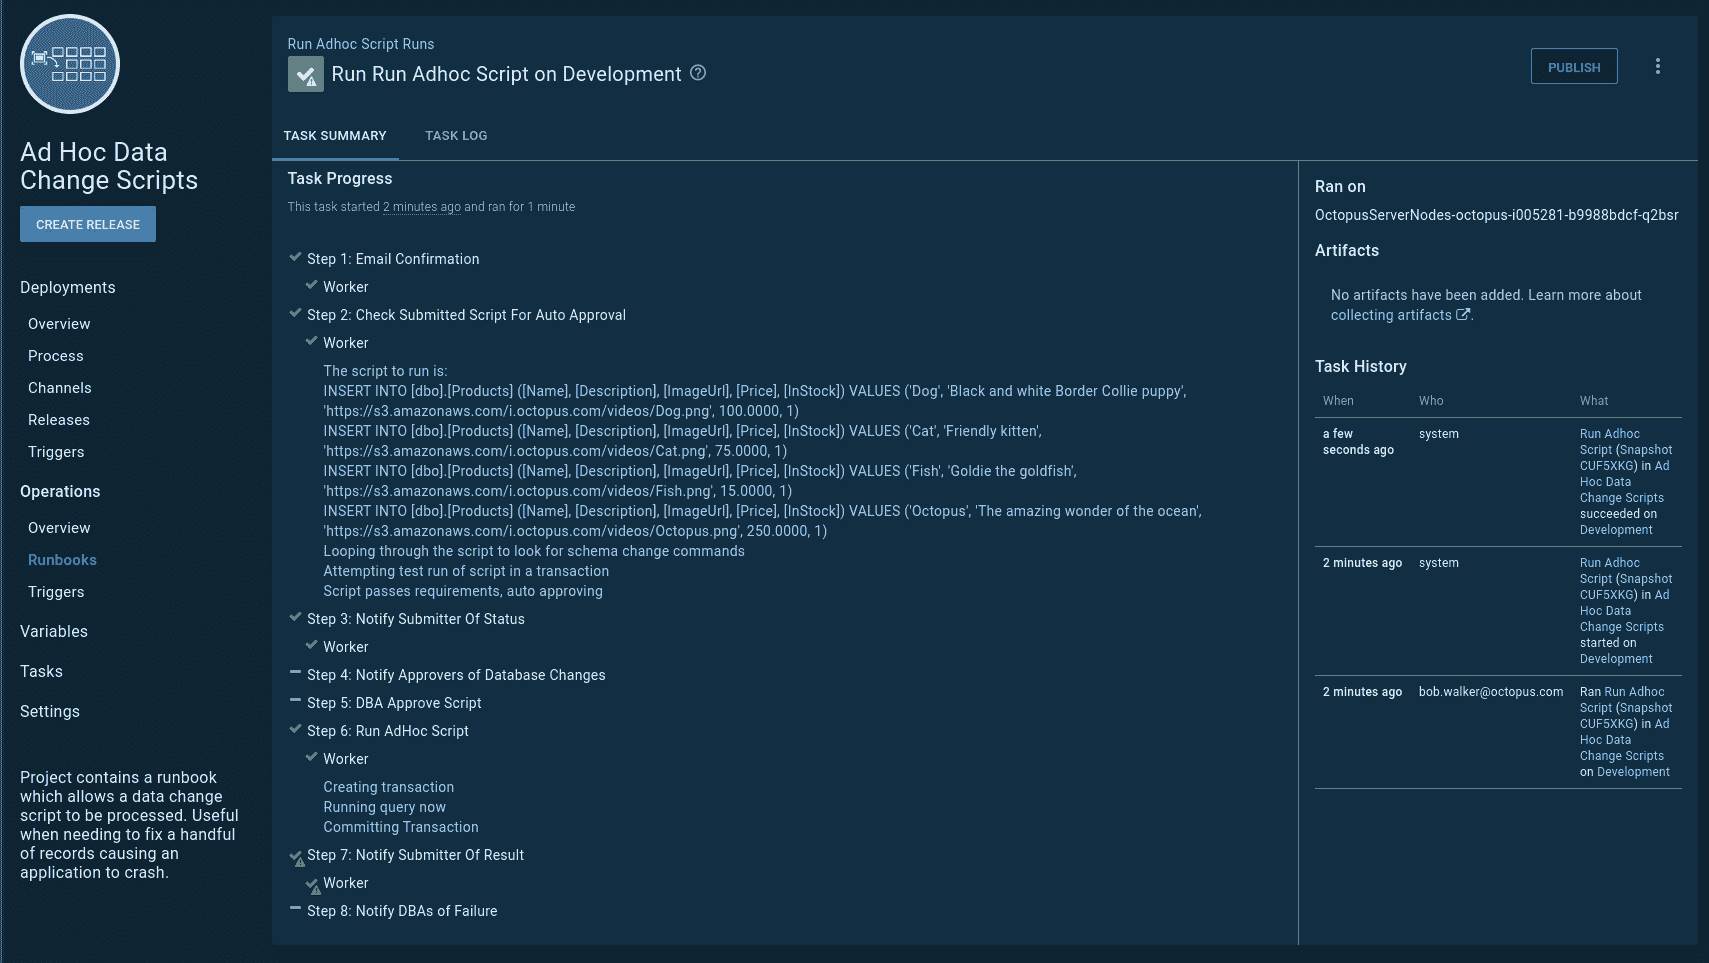 Ad Hoc Data
Change Scripts
CREATE RELEASE
Deployments
Overview
Process
Channels
Releases
Triggers
Operations
Overview
Runbooks
Triggers
Variables
Tasks
Settings
Project contains a runbook
which allows a data change
script to be processed. Useful
when needing to fix a handful
of records causing an
application to crash.
Run Adhoc Script Runs
Run Run Adhoc Script on Development
PUBLISH
TASK SUMMARY
TASK LOG
Task Progress
This task started 2 minutes ago and ran for 1 minute
Step 1: Email Confirmation
Worker
Step 2: Check Submitted Script For Auto Approval
Worker
The script to run is:
INSERT INTO [dbo].[Products] ([Name], [Description], [ImageUrl], [Price], [InStock]) VALUES ('Dog', 'Black and white Border Collie puppy',
'https://s3.amazonaws.com/i.octopus.com/videos/Dog.png', 100.0000, 1)
INSERT INTO [dbo].[Products] ([Name], [Description], [ImageUrl], [Price], [InStock]) VALUES ('Cat', 'Friendly kitten',
'https://s3.amazonaws.com/i.octopus.com/videos/Cat.png', 75.0000, 1)
INSERT INTO [dbo].[Products] ([Name], [Description], [ImageUrl], [Price], [InStock]) VALUES ('Fish', 'Goldie the goldfish',
'https://s3.amazonaws.com/i.octopus.com/videos/Fish.png', 15.0000, 1)
INSERT INTO [dbo].[Products] ([Name], [Description], [ImageUrl], [Price], [InStock]) VALUES ('Octopus', 'The amazing wonder of the ocean',
'https://s3.amazonaws.com/i.octopus.com/videos/Octopus.png', 250.0000, 1)
Looping through the script to look for schema change commands
Attempting test run of script in a transaction
Script passes requirements, auto approving
Step 3: Notify Submitter Of Status
Worker
Step 4: Notify Approvers of Database Changes
Step 5: DBA Approve Script
Step 6: Run AdHoc Script
Worker
Creating transaction
Running query now
Committing Transaction
Step 7: Notify Submitter Of Result
Worker
Step 8: Notify DBAs of Failure
Ran on
OctopusServerNodes-octopus-i005281-b9988bdcf-q2bsr
Artifacts
No artifacts have been added. Learn more about
collecting artifacts.
Task History
When Who What
a few
seconds ago
system
Run Adhoc
Script (Snapshot
CUF5XKG) in Ad
Hoc Data
Change Scripts
succeeded on
Development
2 minutes ago
system
Run Adhoc
Script (Snapshot
CUF5XKG) in Ad
Hoc Data
Change Scripts
started on
Development
2 minutes ago
bob.walker@octopus.com
Ran Run Adhoc
Script (Snapshot
CUF5XKG) in Ad
Hoc Data
Change Scripts
on Development